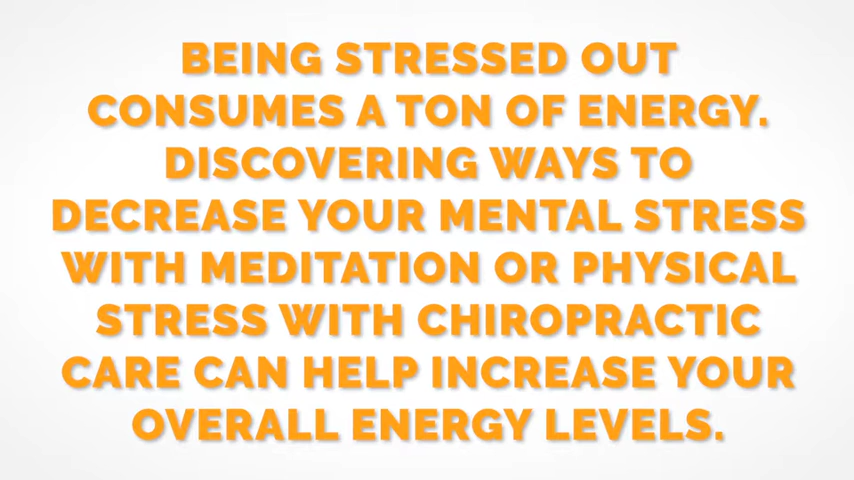 BEING STRESSED OUT
CONSUMES A TON OF ENERGY.
DISCOVERING WAYS TO
DECREASE YOUR MENTAL STRESS
WITH MEDITATION OR PHYSICAL
STRESS WITH CHIROPRACTIC
CARE CAN HELP INCREASE YOUR
OVERALL ENERGY LEVELS.